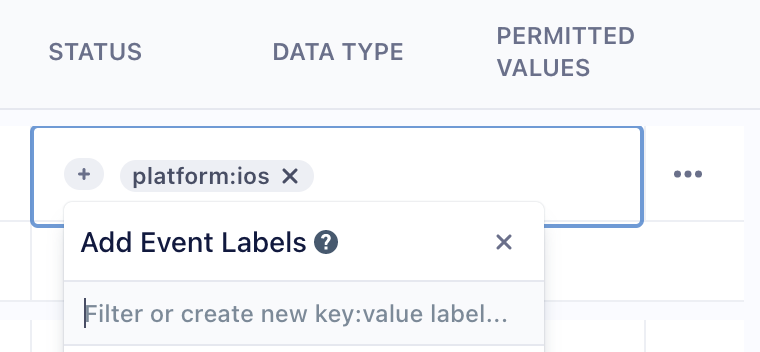 STATUS
DATA TYPE
PERMITTED
VALUES
+ platform:ios ×
Add Event Labels ?
Filter or create new key:value label...